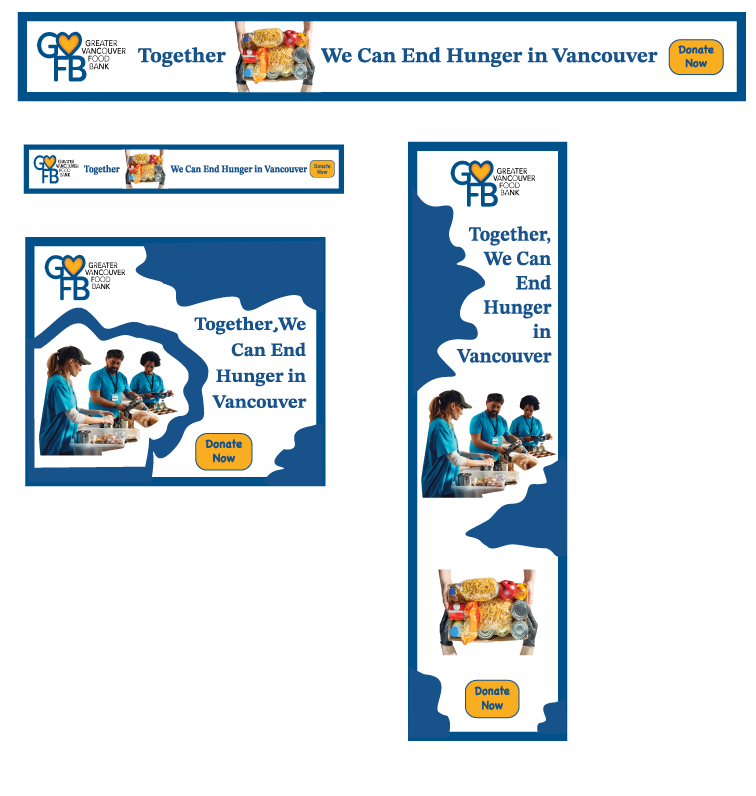 GFB GREATER
VANCOUVER
FOOD
BANK
Together We Can End Hunger in Vancouver
Donate
Now
GFB GREATER
VANCOUVER
FOOD
BANK
Together We Can End Hunger in Vancouver
Donate
Now
GFB GREATER
VANCOUVER
FOOD
BANK
Together,We
Can End
Hunger in
Vancouver
Donate
Now
GFB GREATER
VANCOUVER
FOOD
BANK
Together,
We Can
End
Hunger
in
Vancouver
Donate
Now